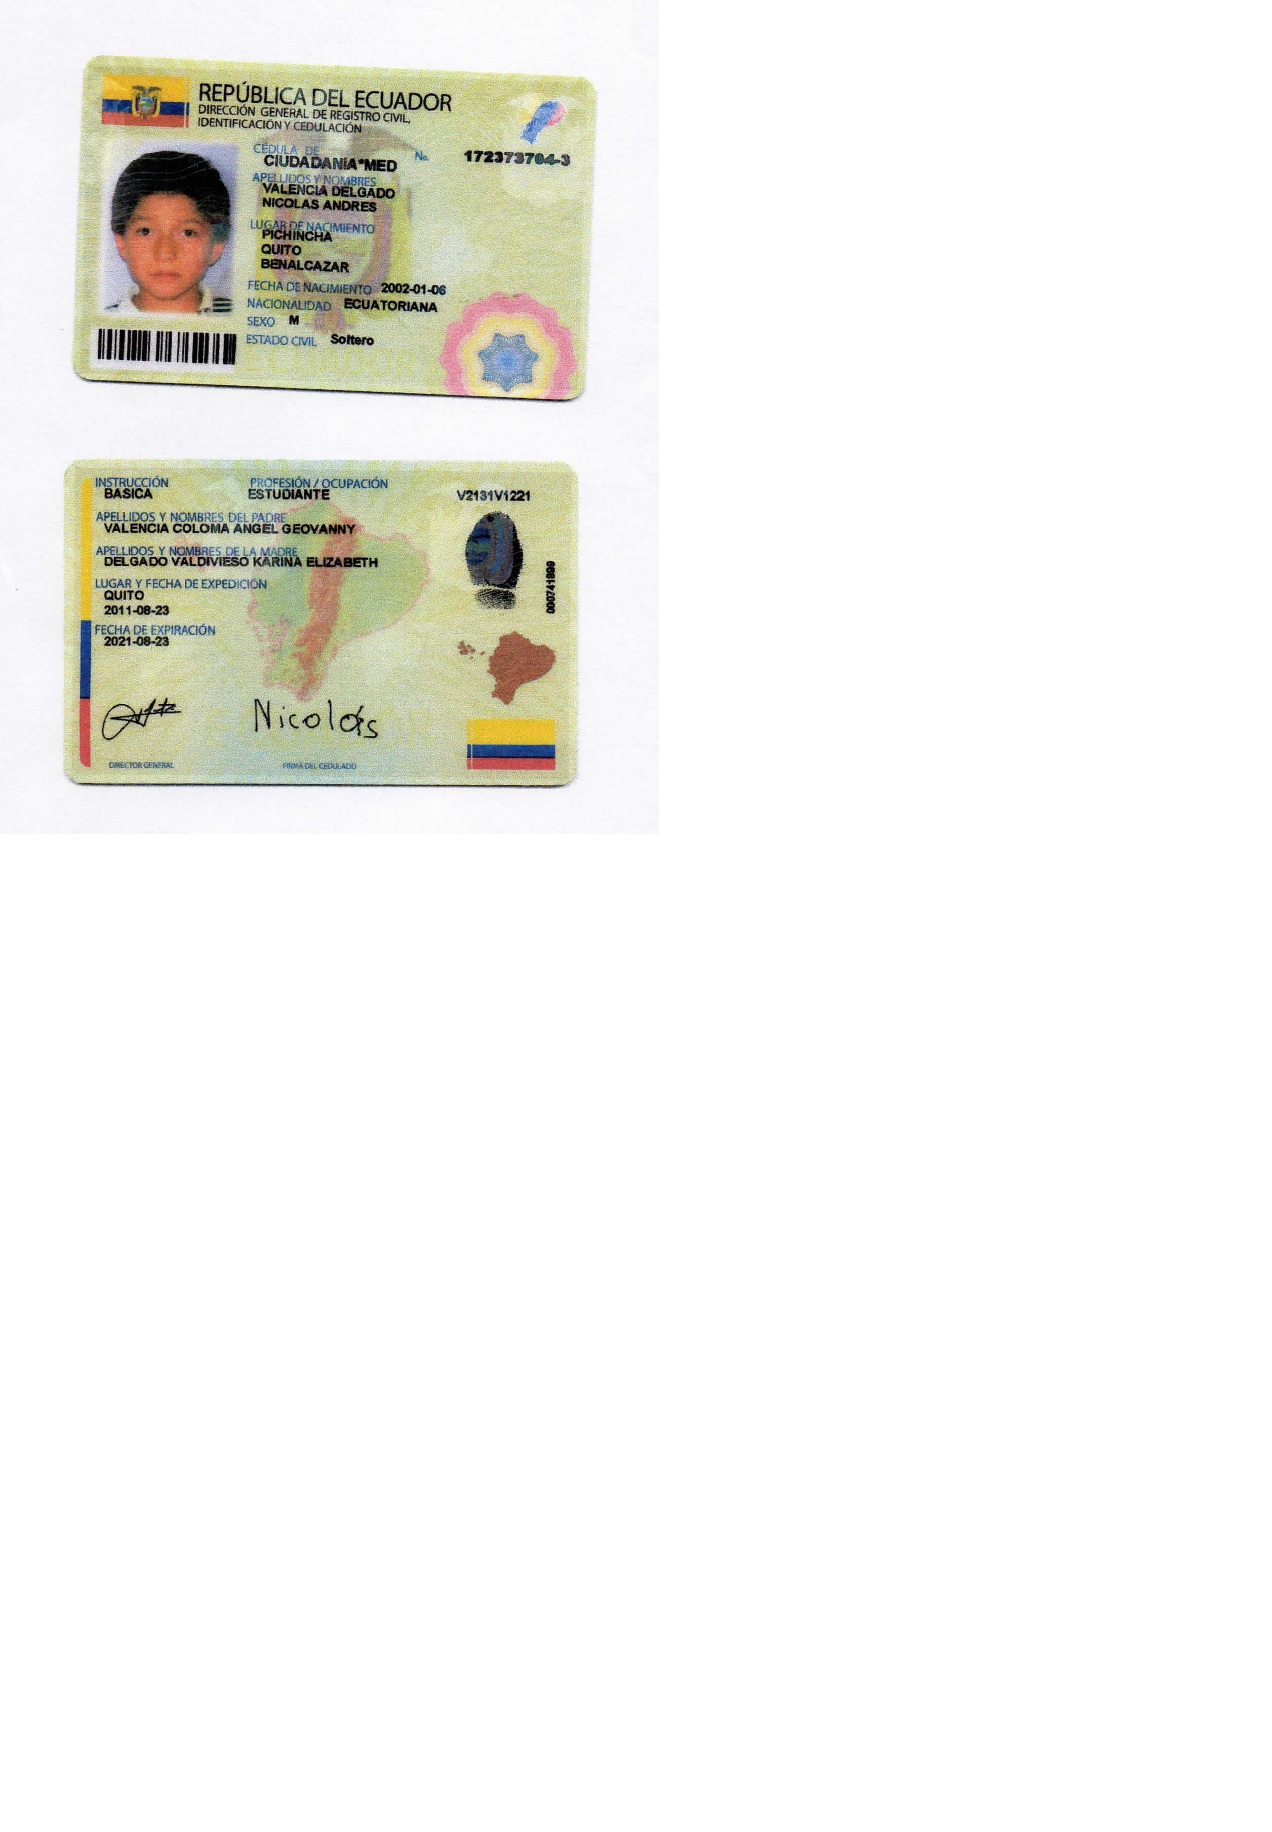 REPÚBLICA DEL ECUADOR
DIRECCIÓN GENERAL DE REGISTRO CIVIL,
IDENTIFICACIÓN Y CEDULACIÓN
CÉDULA DE No. 172373704-3
CIUDADANÍA*MED
APELLIDOS Y NOMBRES
VALENCIA DELGADO
NICOLAS ANDRES
LUGAR DE NACIMIENTO
PICHINCHA
QUITO
BENALCAZAR
FECHA DE NACIMIENTO 2002-01-06
NACIONALIDAD ECUATORIANA
SEXO M
ESTADO CIVIL Soltero
INSTRUCCIÓN PROFESIÓN / OCUPACIÓN
BASICA ESTUDIANTE V2131V1221
APELLIDOS Y NOMBRES DEL PADRE
VALENCIA COLOMA ANGEL GEOVANNY
APELLIDOS Y NOMBRES DE LA MADRE
DELGADO VALDIVIESO KARINA ELIZABETH
LUGAR Y FECHA DE EXPEDICIÓN
QUITO
2011-08-23
000741899
FECHA DE EXPIRACIÓN
2021-08-23
Nicolás
DIRECTOR GENERAL FIRMA DEL CEDULADO